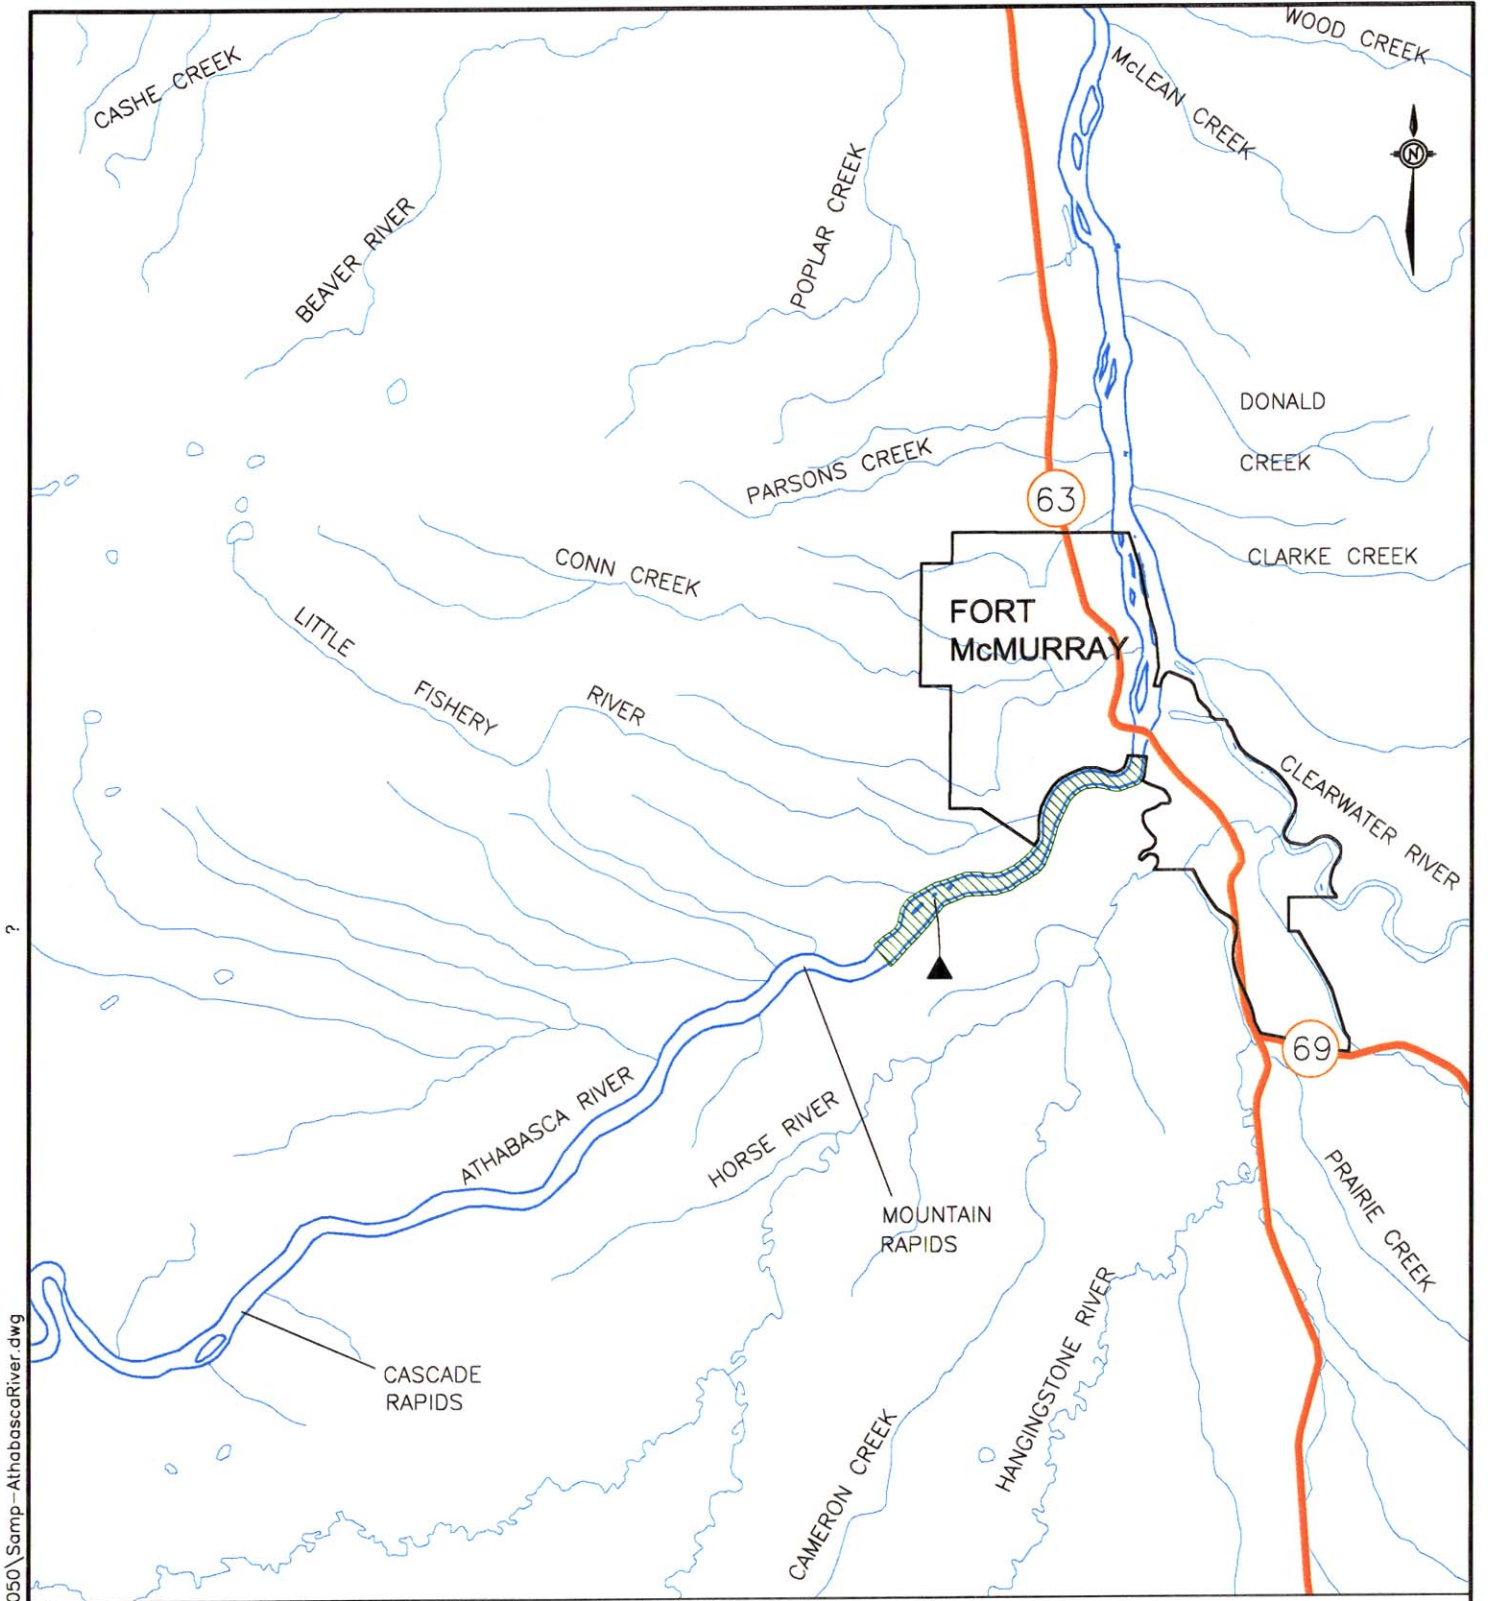 WOOD CREEK
McLEAN CREEK
CASHE CREEK
N
BEAVER RIVER
POPLAR CREEK
DONALD
CREEK
PARSONS CREEK
63
CONN CREEK
CLARKE CREEK
FORT
McMURRAY
LITTLE
FISHERY
RIVER
CLEARWATER RIVER
?
69
ATHABASCA RIVER
HORSE RIVER
MOUNTAIN
RAPIDS
PRAIRIE CREEK
HANGINGSTONE RIVER
CASCADE
RAPIDS
CAMERON CREEK
050\Samp-AthabascaRiver.dwg